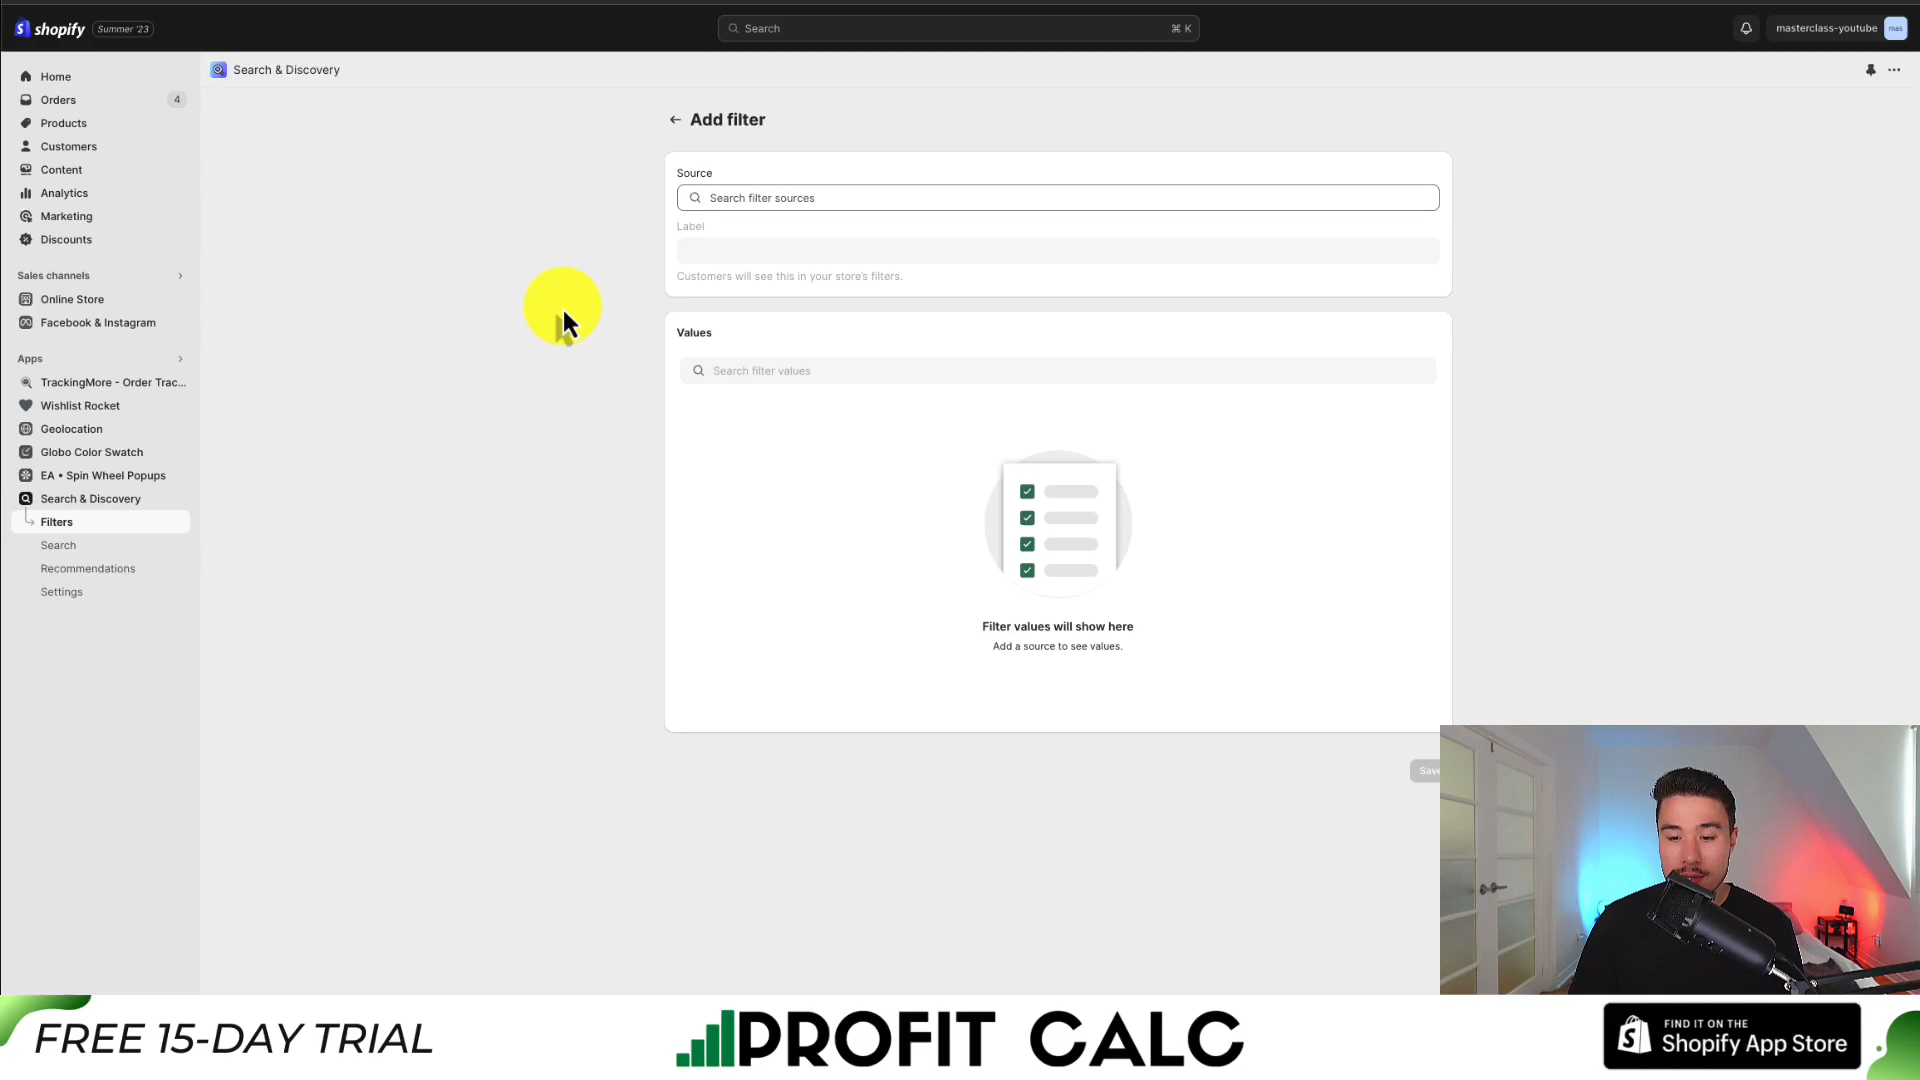 shopify
Summer '23
Search
⌘ K
masterclass-youtube
mas
Home
Orders
4
Products
Customers
Content
Analytics
Marketing
Discounts
Sales channels
Online Store
Facebook & Instagram
Apps
TrackingMore - Order Trac...
Wishlist Rocket
Geolocation
Globo Color Swatch
EA • Spin Wheel Popups
Search & Discovery
Filters
Search
Recommendations
Settings
Search & Discovery
Add filter
Source
Search filter sources
Label
Customers will see this in your store's filters.
Values
Search filter values
Filter values will show here
Add a source to see values.
Save
FREE 15-DAY TRIAL
PROFIT CALC
FIND IT ON THE
Shopify App Store